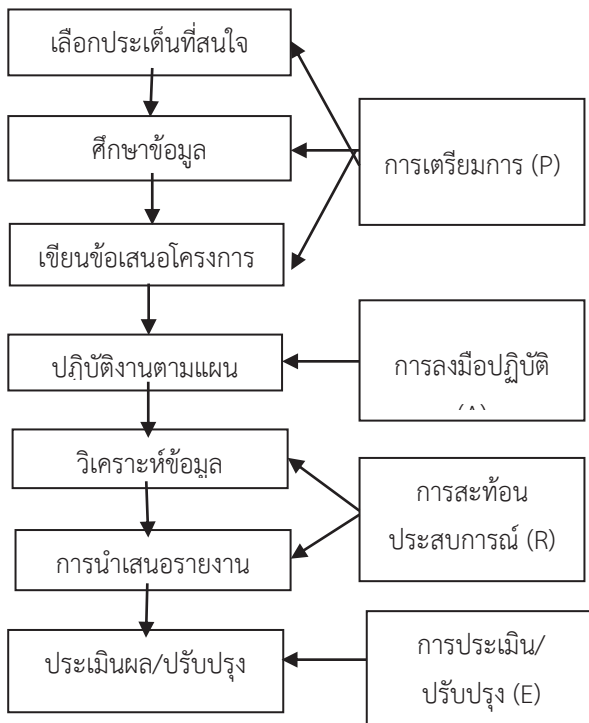 เลือกประเด็นที่สนใจ
ศึกษาข้อมูล
เขียนข้อเสนอโครงการ
ปฏิบัติงานตามแผน
วิเคราะห์ข้อมูล
การนำเสนอรายงาน
ประเมินผล/ปรับปรุง
การเตรียมการ (P)
การลงมือปฏิบัติ
(A)
การสะท้อน
ประสบการณ์ (R)
การประเมิน/
ปรับปรุง (E)